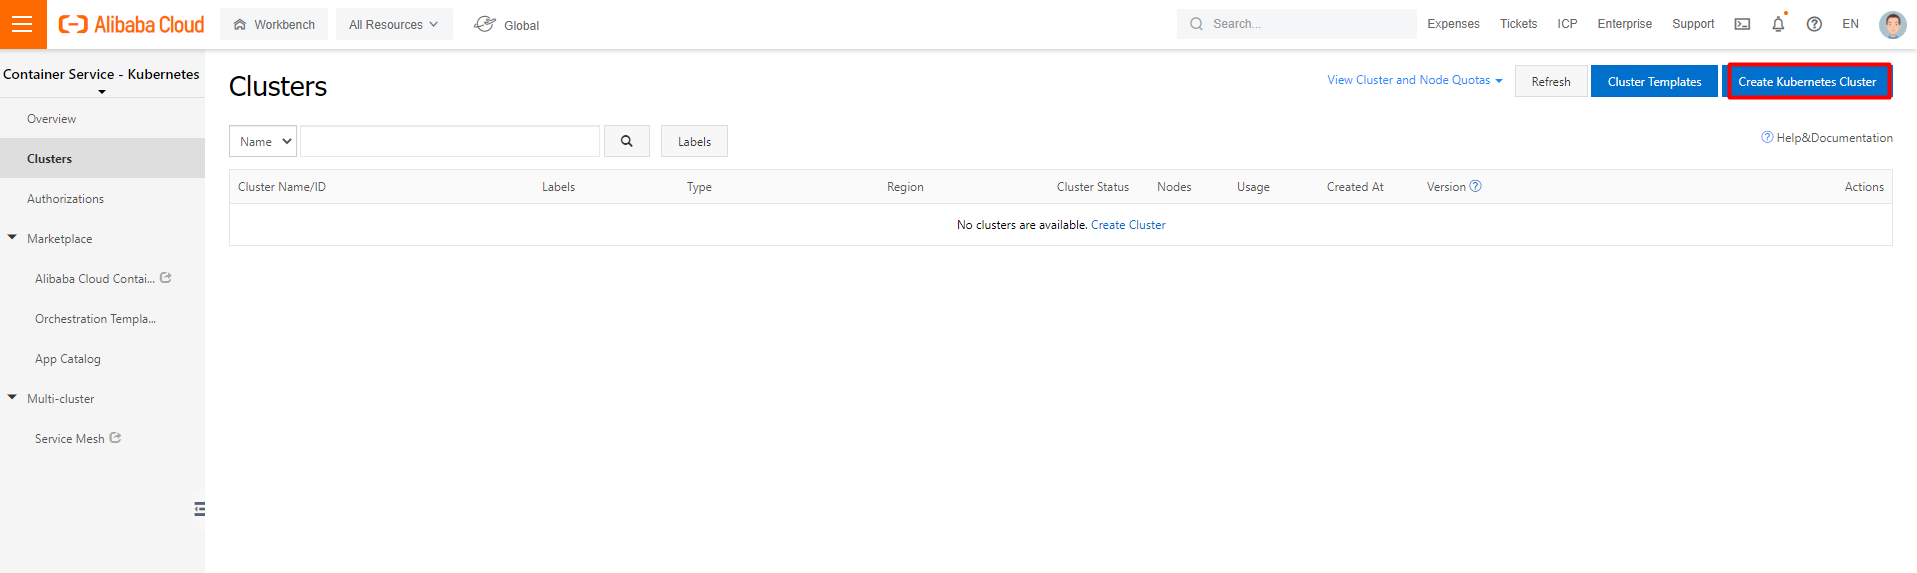 Alibaba Cloud
Workbench
All Resources
Global
Search...
Expenses
Tickets
ICP
Enterprise
Support
EN
Container Service - Kubernetes
Overview
Clusters
Authorizations
Marketplace
Alibaba Cloud Contai...
Orchestration Templa...
App Catalog
Multi-cluster
Service Mesh
Clusters
View Cluster and Node Quotas
Refresh
Cluster Templates
Create Kubernetes Cluster
Name
Labels
Help&Documentation
Cluster Name/ID
Labels
Type
Region
Cluster Status
Nodes
Usage
Created At
Version
Actions
No clusters are available. Create Cluster